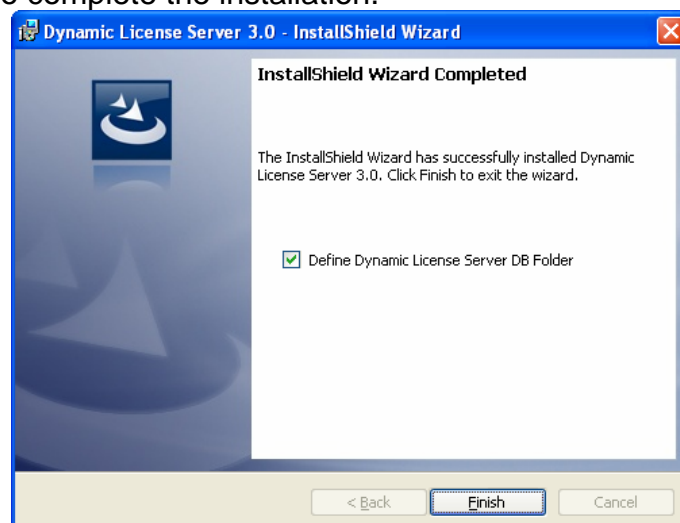 o complete the installation.
Dynamic License Server 3.0 - InstallShield Wizard
InstallShield Wizard Completed
The InstallShield Wizard has successfully installed Dynamic
License Server 3.0. Click Finish to exit the wizard.
Define Dynamic License Server DB Folder
< Back Finish Cancel